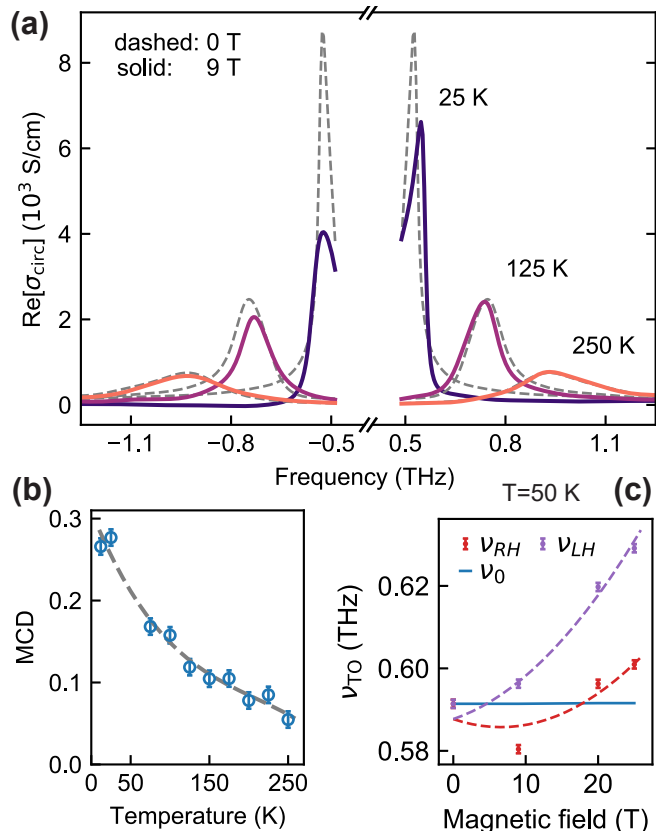 (a)
dashed: 0 T
solid: 9 T
25 K
125 K
250 K
Re[σcirc] (10³ S/cm)
8
6
4
2
0
−1.1 −0.8 −0.5 0.5 0.8 1.1
Frequency (THz)
(b)
MCD
0.3
0.2
0.1
0.0
0 50 100 150 200 250
Temperature (K)
T=50 K
(c)
νRH νLH
ν0
νTO (THz)
0.62
0.60
0.58
0 10 20
Magnetic field (T)